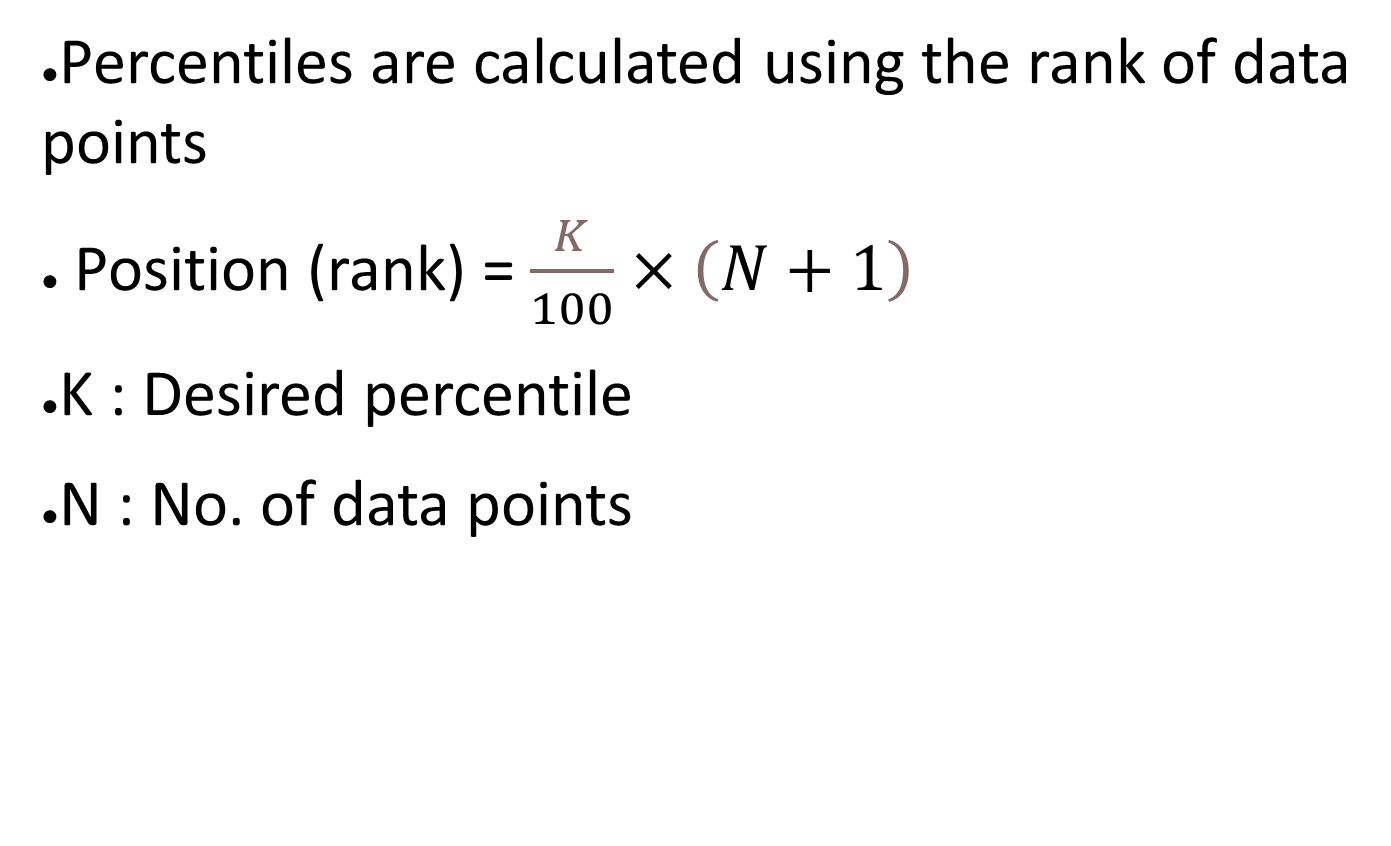 •Percentiles are calculated using the rank of data
points
• Position (rank) = K/100 × (N + 1)
•K : Desired percentile
•N : No. of data points